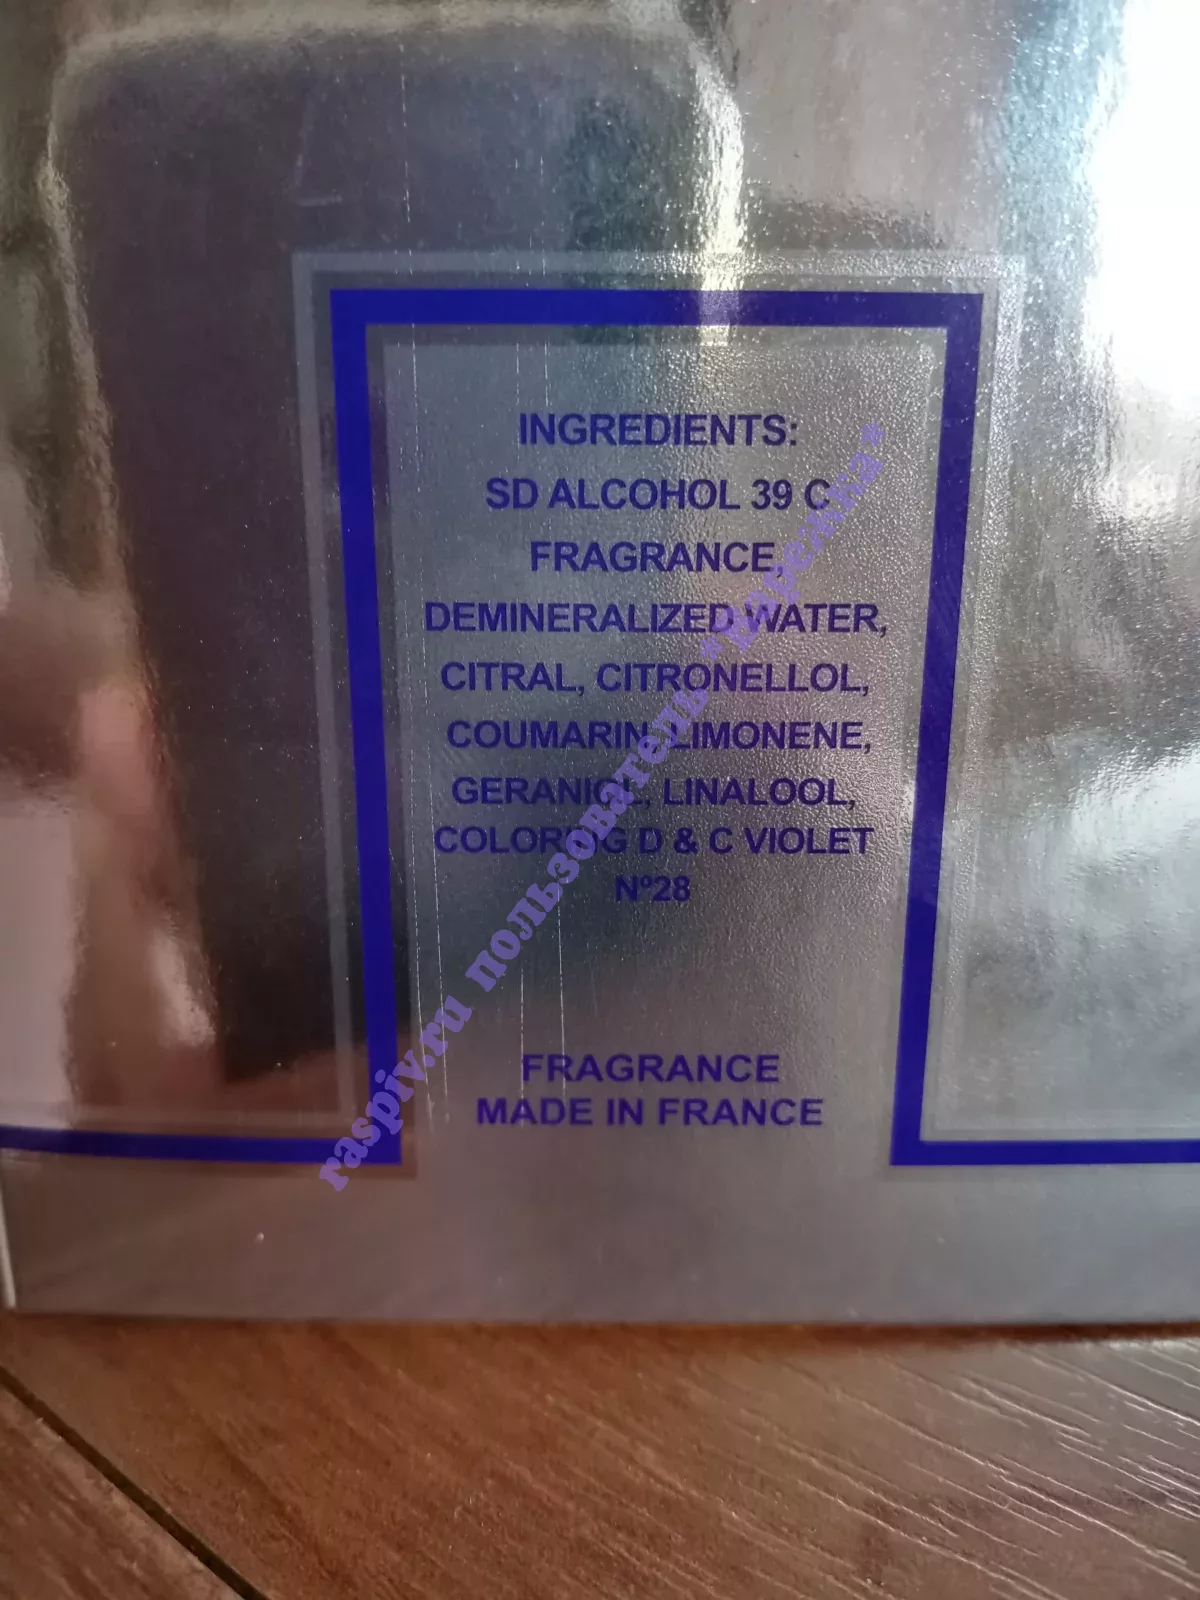 INGREDIENTS:
SD ALCOHOL 39 C
FRAGRANCE,
DEMINERALIZED WATER,
CITRAL, CITRONELLOL,
COUMARIN, LIMONENE,
GERANIOL, LINALOOL,
COLORING D & C VIOLET
Nº28
FRAGRANCE
MADE IN FRANCE
raspiv.ru пользователь